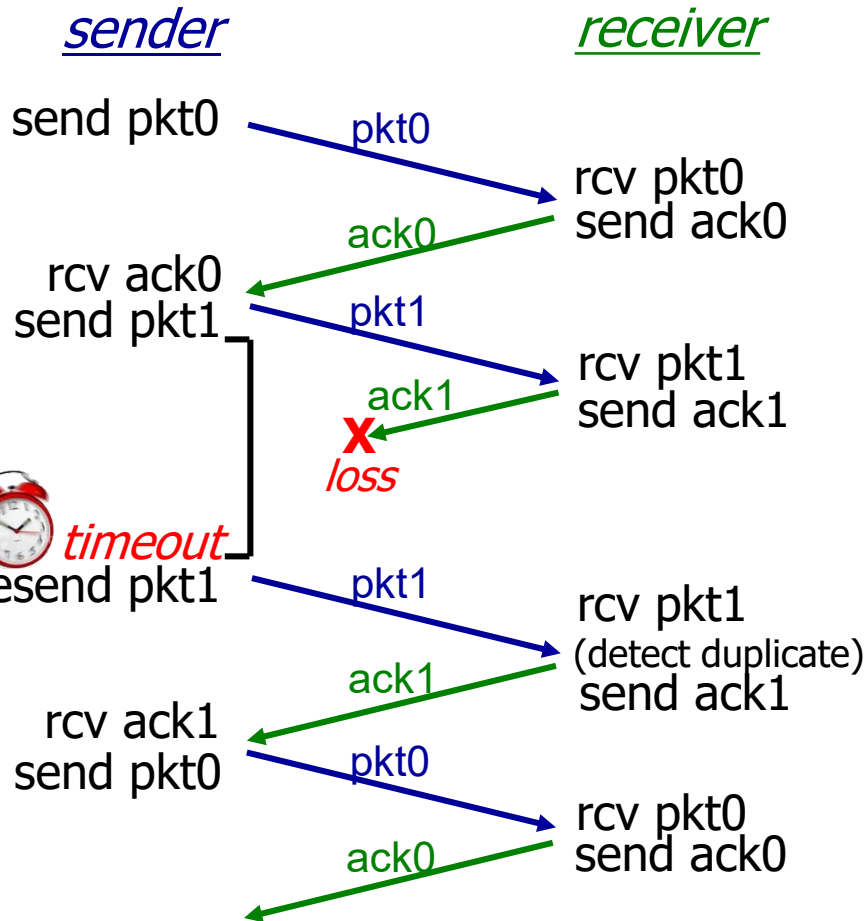 sender
receiver
send pkt0
pkt0
rcv pkt0
send ack0
ack0
rcv ack0
send pkt1
pkt1
rcv pkt1
send ack1
ack1
X
loss
timeout
esend pkt1
pkt1
rcv pkt1
(detect duplicate)
send ack1
ack1
rcv ack1
send pkt0
pkt0
rcv pkt0
send ack0
ack0